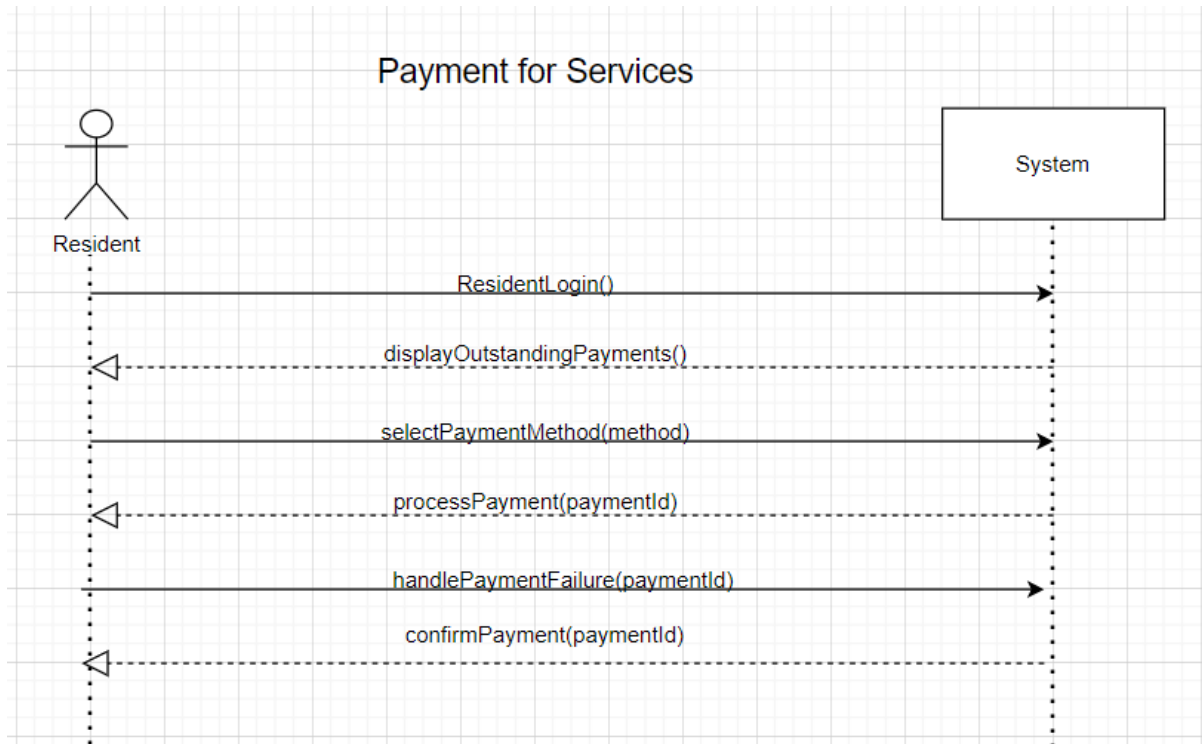 Payment for Services
System
Resident
ResidentLogin()
displayOutstandingPayments()
selectPaymentMethod(method)
processPayment(paymentId)
handlePaymentFailure(paymentId)
confirmPayment(paymentId)